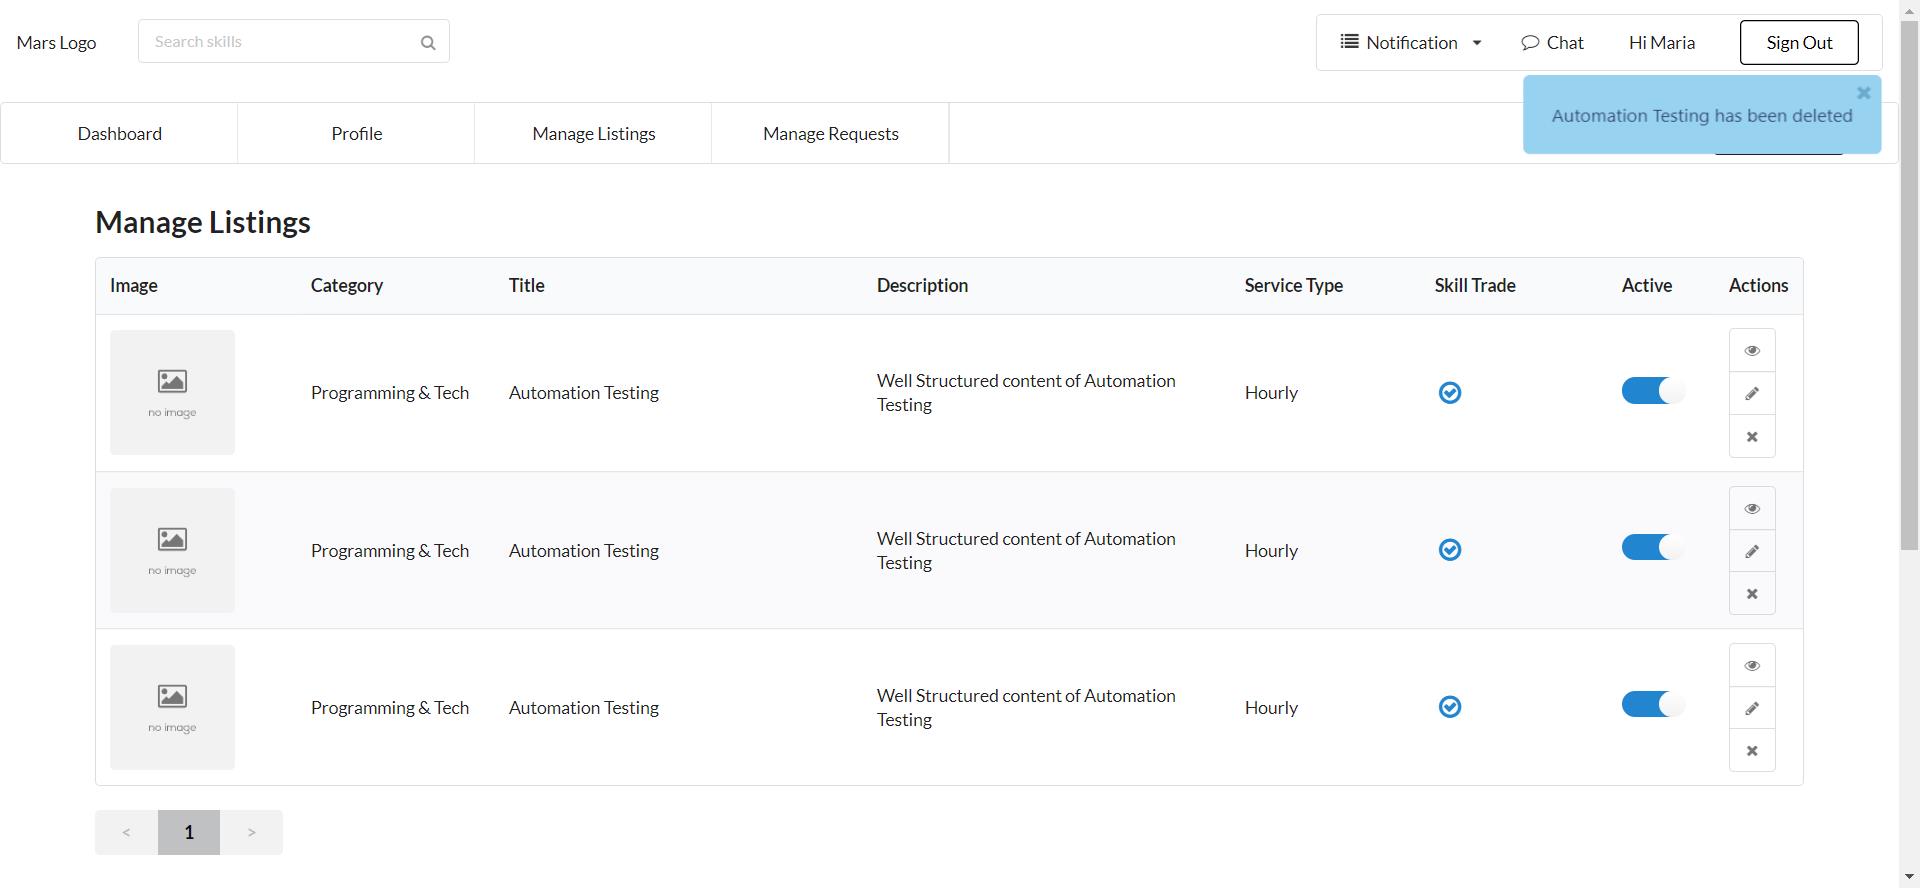 Mars Logo
Search skills
Notification
Chat
Hi Maria
Sign Out
Automation Testing has been deleted
Dashboard
Profile
Manage Listings
Manage Requests
Manage Listings
Image Category Title Description Service Type Skill Trade Active Actions
no image
Programming & Tech
Automation Testing
Well Structured content of Automation
Testing
Hourly
no image
Programming & Tech
Automation Testing
Well Structured content of Automation
Testing
Hourly
no image
Programming & Tech
Automation Testing
Well Structured content of Automation
Testing
Hourly
< 1 >